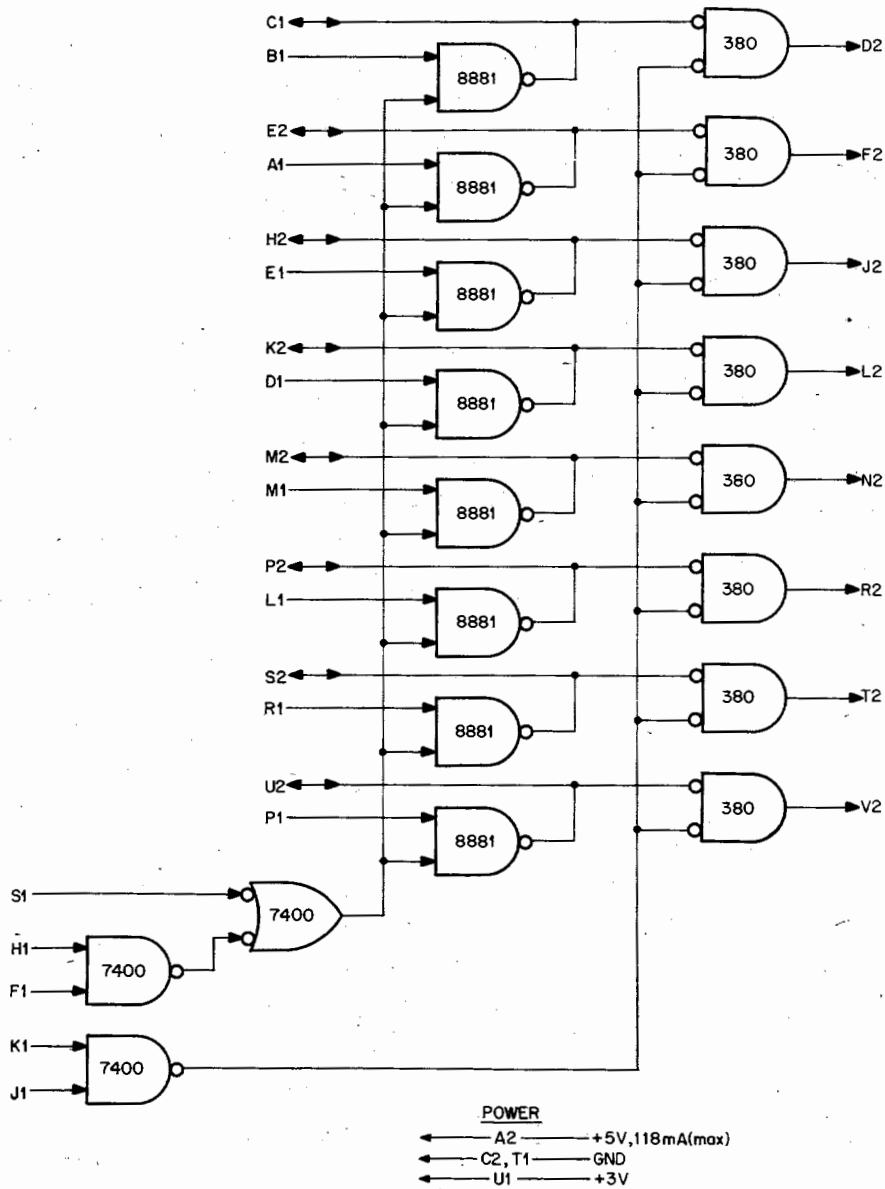 C1
380
D2
B1
8881
E2
380
F2
A1
8881
H2
380
J2
E1
8881
K2
380
L2
D1
8881
M2
380
N2
M1
8881
P2
380
R2
L1
8881
S2
380
T2
R1
8881
U2
380
V2
P1
8881
S1
7400
H1
7400
F1
K1
7400
J1
POWER
A2 +5V, 118mA(max)
C2, T1 GND
U1 +3V